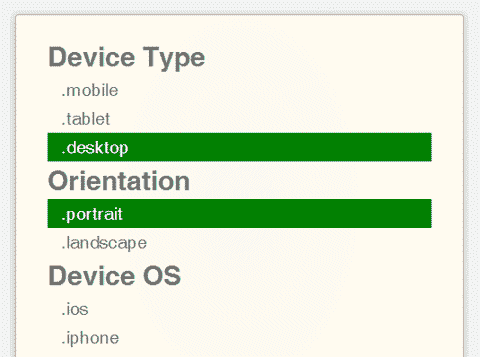 Device Type
.mobile
.tablet
.desktop
Orientation
.portrait
.landscape
Device OS
.ios
.iphone